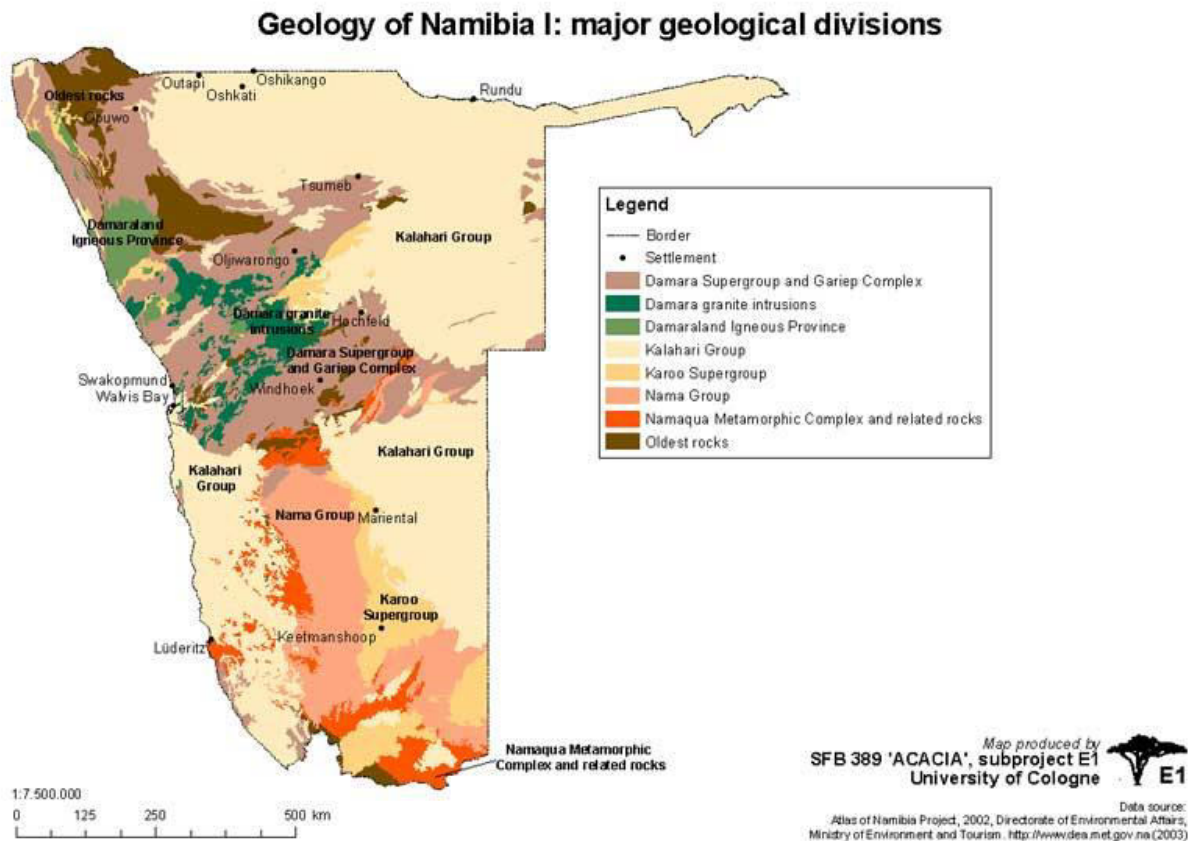 Geology of Namibia I: major geological divisions
Outapi
Oshikango
Oshkati
Rundu
Oldest rocks
Opuwo
Tsumeb
Damaraland
Igneous Province
Kalahari Group
Otjiwarongo
Damara granite
intrusions
Hochfeld
Damara Supergroup
and Gariep Complex
Windhoek
Swakopmund
Walvis Bay
Kalahari
Group
Kalahari Group
Nama Group
Mariental
Karoo
Supergroup
Keetmanshoop
Lüderitz
Namaqua Metamorphic
Complex and related rocks
Legend
Border
Settlement
Damara Supergroup and Gariep Complex
Damara granite intrusions
Damaraland Igneous Province
Kalahari Group
Karoo Supergroup
Nama Group
Namaqua Metamorphic Complex and related rocks
Oldest rocks
1:7.500.000
0 125 250 500 km
Map produced by
SFB 389 'ACACIA', subproject E1
University of Cologne
E1
Data source:
Atlas of Namibia Project, 2002, Directorate of Environmental Affairs,
Ministry of Environment and Tourism. http://www.dea.met.gov.na (2003)